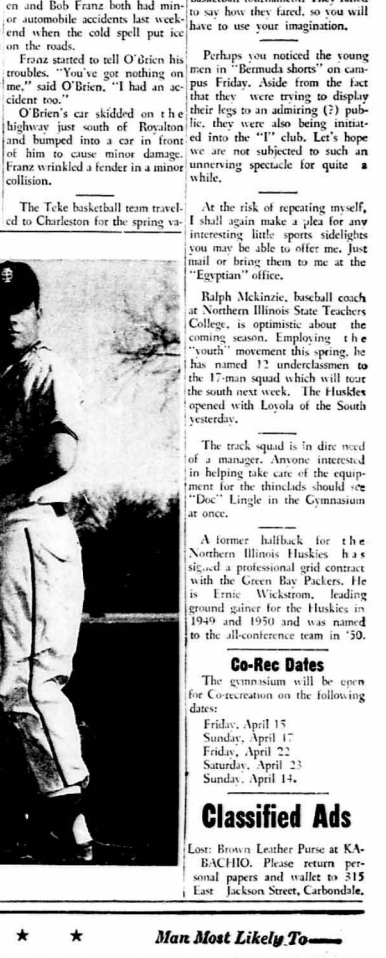 en and Bob Franz both had min-
or automobile accidents last week-
end when the cold spell put ice
on the roads.
Franz started to tell O'Brien his
troubles. "You've got nothing on
me," said O'Brien. "I had an ac-
cident too."
O'Brien's car skidded on the
highway just south of Royalton
and bumped into a car in front
of him to cause minor damage.
Franz wrinkled a fender in a minor
collision.
The Teke basketball team travel-
ed to Charleston for the spring va-
to say how they fared, so you will
have to use your imagination.
Perhaps you noticed the young
men in "Bermuda shorts" on cam-
pus Friday. Aside from the fact
that they were trying to display
their legs to an admiring (?) pub-
lic, they were also being initiat-
ed into the "I" club. Let's hope
we are not subjected to such an
unnerving spectacle for quite a
while.
At the risk of repeating myself,
I shall again make a plea for any
interesting little sports sidelights
you may be able to offer me. Just
mail or bring them to me at the
"Egyptian" office.
Ralph Mckinzie, baseball coach
at Northern Illinois State Teachers
College, is optimistic about the
coming season. Employing the
"youth" movement this spring, he
has named 12 underclassmen to
the 17-man squad which will tour
the south next week. The Huskies
opened with Loyola of the South
yesterday.
The track squad is in dire need
of a manager. Anyone interested
in helping take care of the equip-
ment for the thinclads should see
"Doc" Lingle in the Gymnasium
at once.
A former halfback for the
Northern Illinois Huskies has
signed a professional grid contract
with the Green Bay Packers. He
is Ernie Wickstrom, leading
ground gainer for the Huskies in
1949 and 1950 and was named
to the all-conference team in '50.
Co-Rec Dates
The gymnasium will be open
for Co-recreation on the following
dates:
Friday, April 15
Sunday, April 17
Friday, April 22
Saturday, April 23
Sunday, April 14.
Classified Ads
Lost: Brown Leather Purse at KA-
BACHIO. Please return per-
sonal papers and wallet to 315
East Jackson Street, Carbondale.
★ ★ Man Most Likely To—